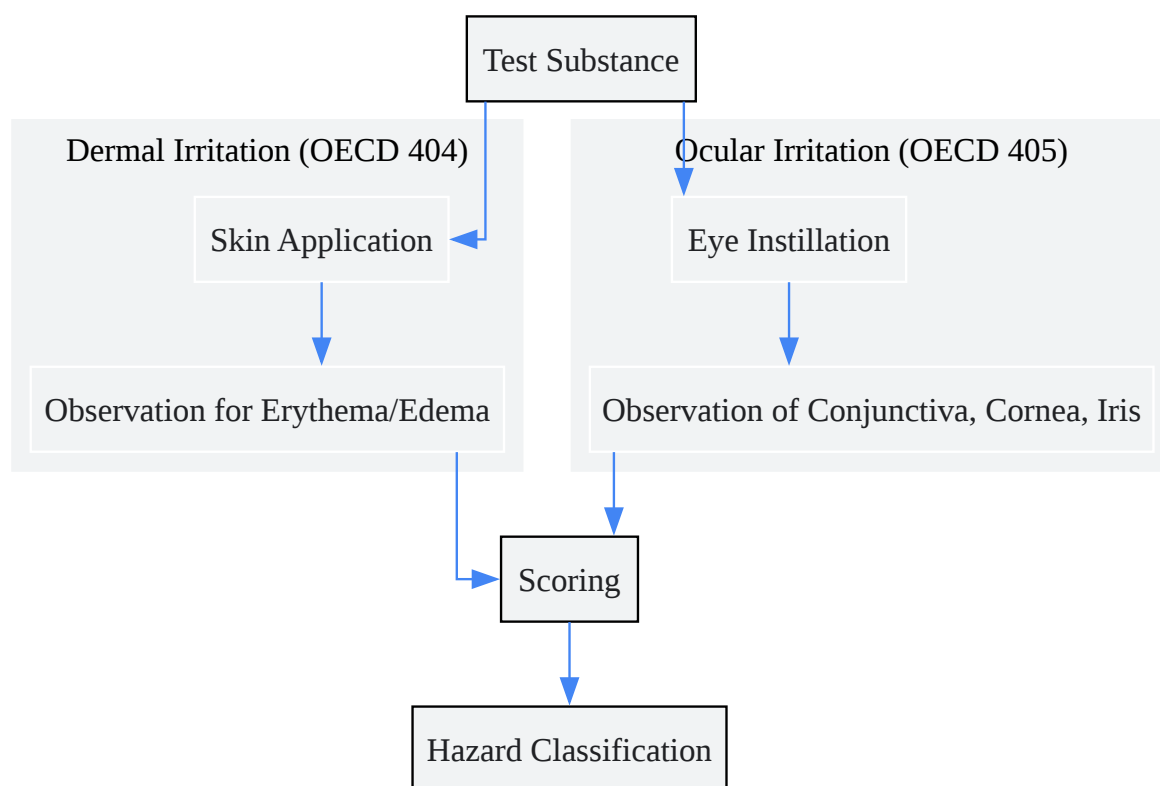 Test Substance
Dermal Irritation (OECD 404)
Ocular Irritation (OECD 405)
Skin Application
Eye Instillation
Observation for Erythema/Edema
Observation of Conjunctiva, Cornea, Iris
Scoring
Hazard Classification